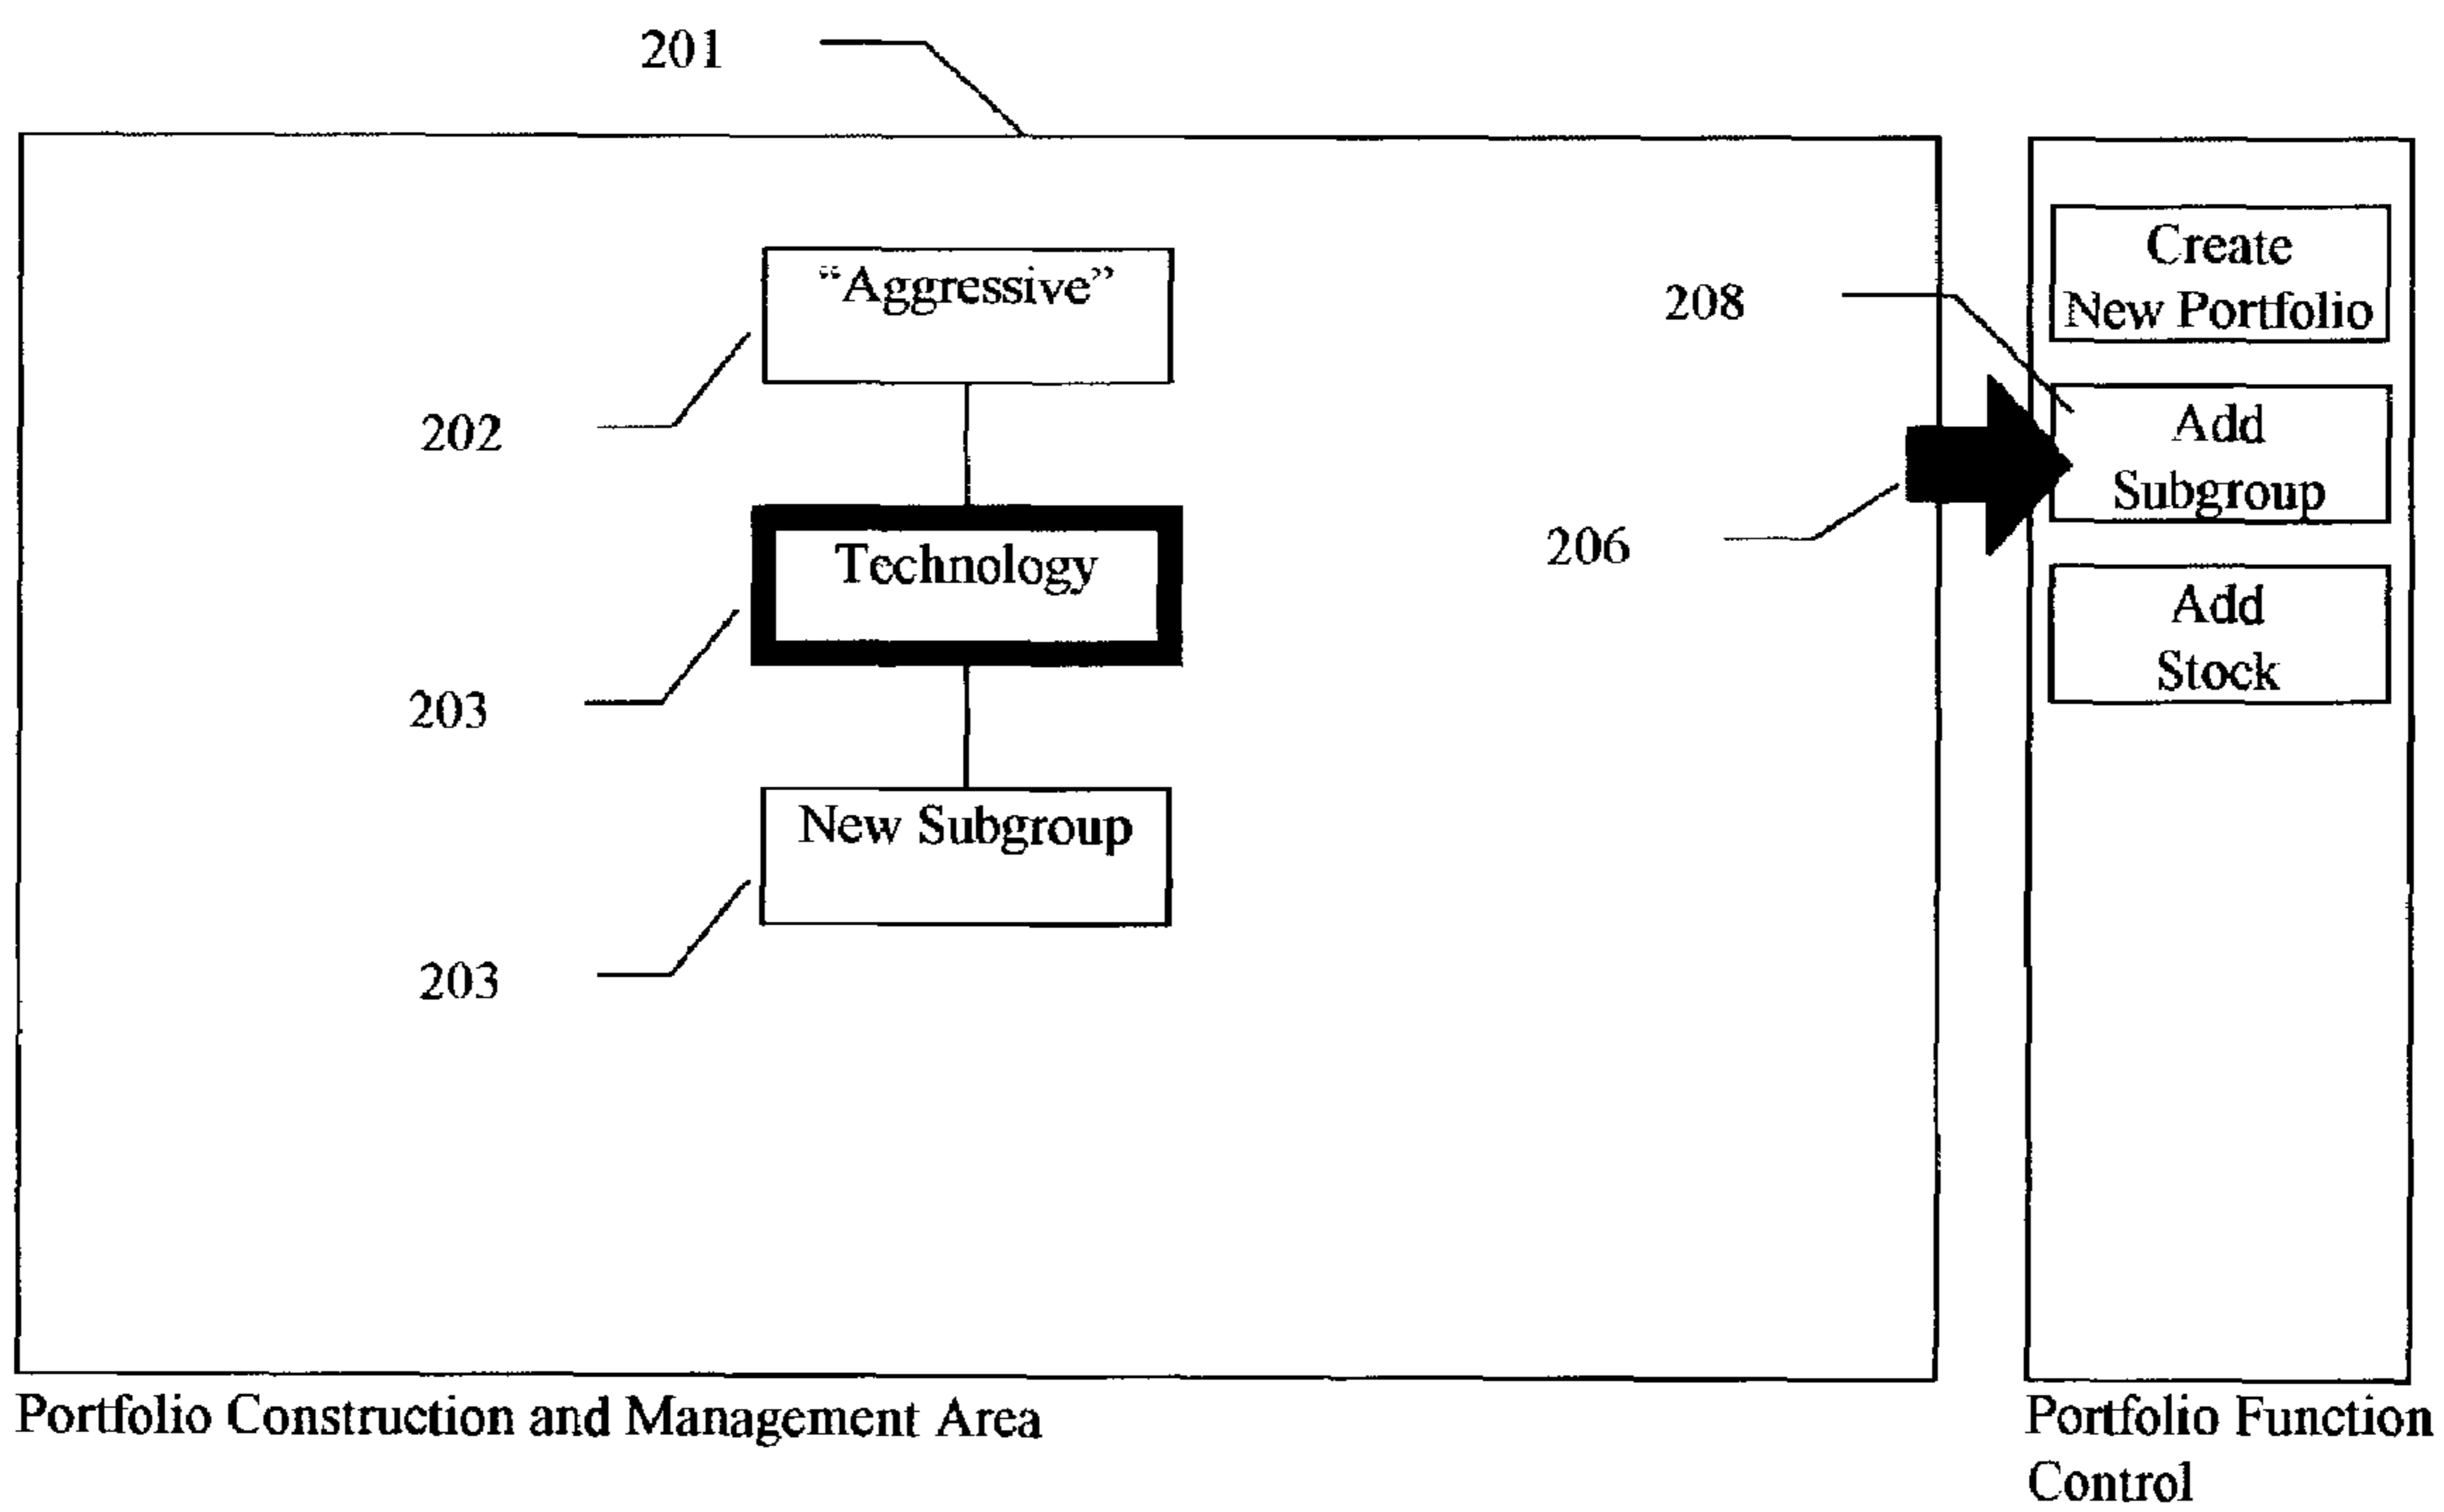 201
“Aggressive”
202
Technology
203
New Subgroup
203
208
206
Create
New Portfolio
Add
Subgroup
Add
Stock
Portfolio Construction and Management Area
Portfolio Function
Control